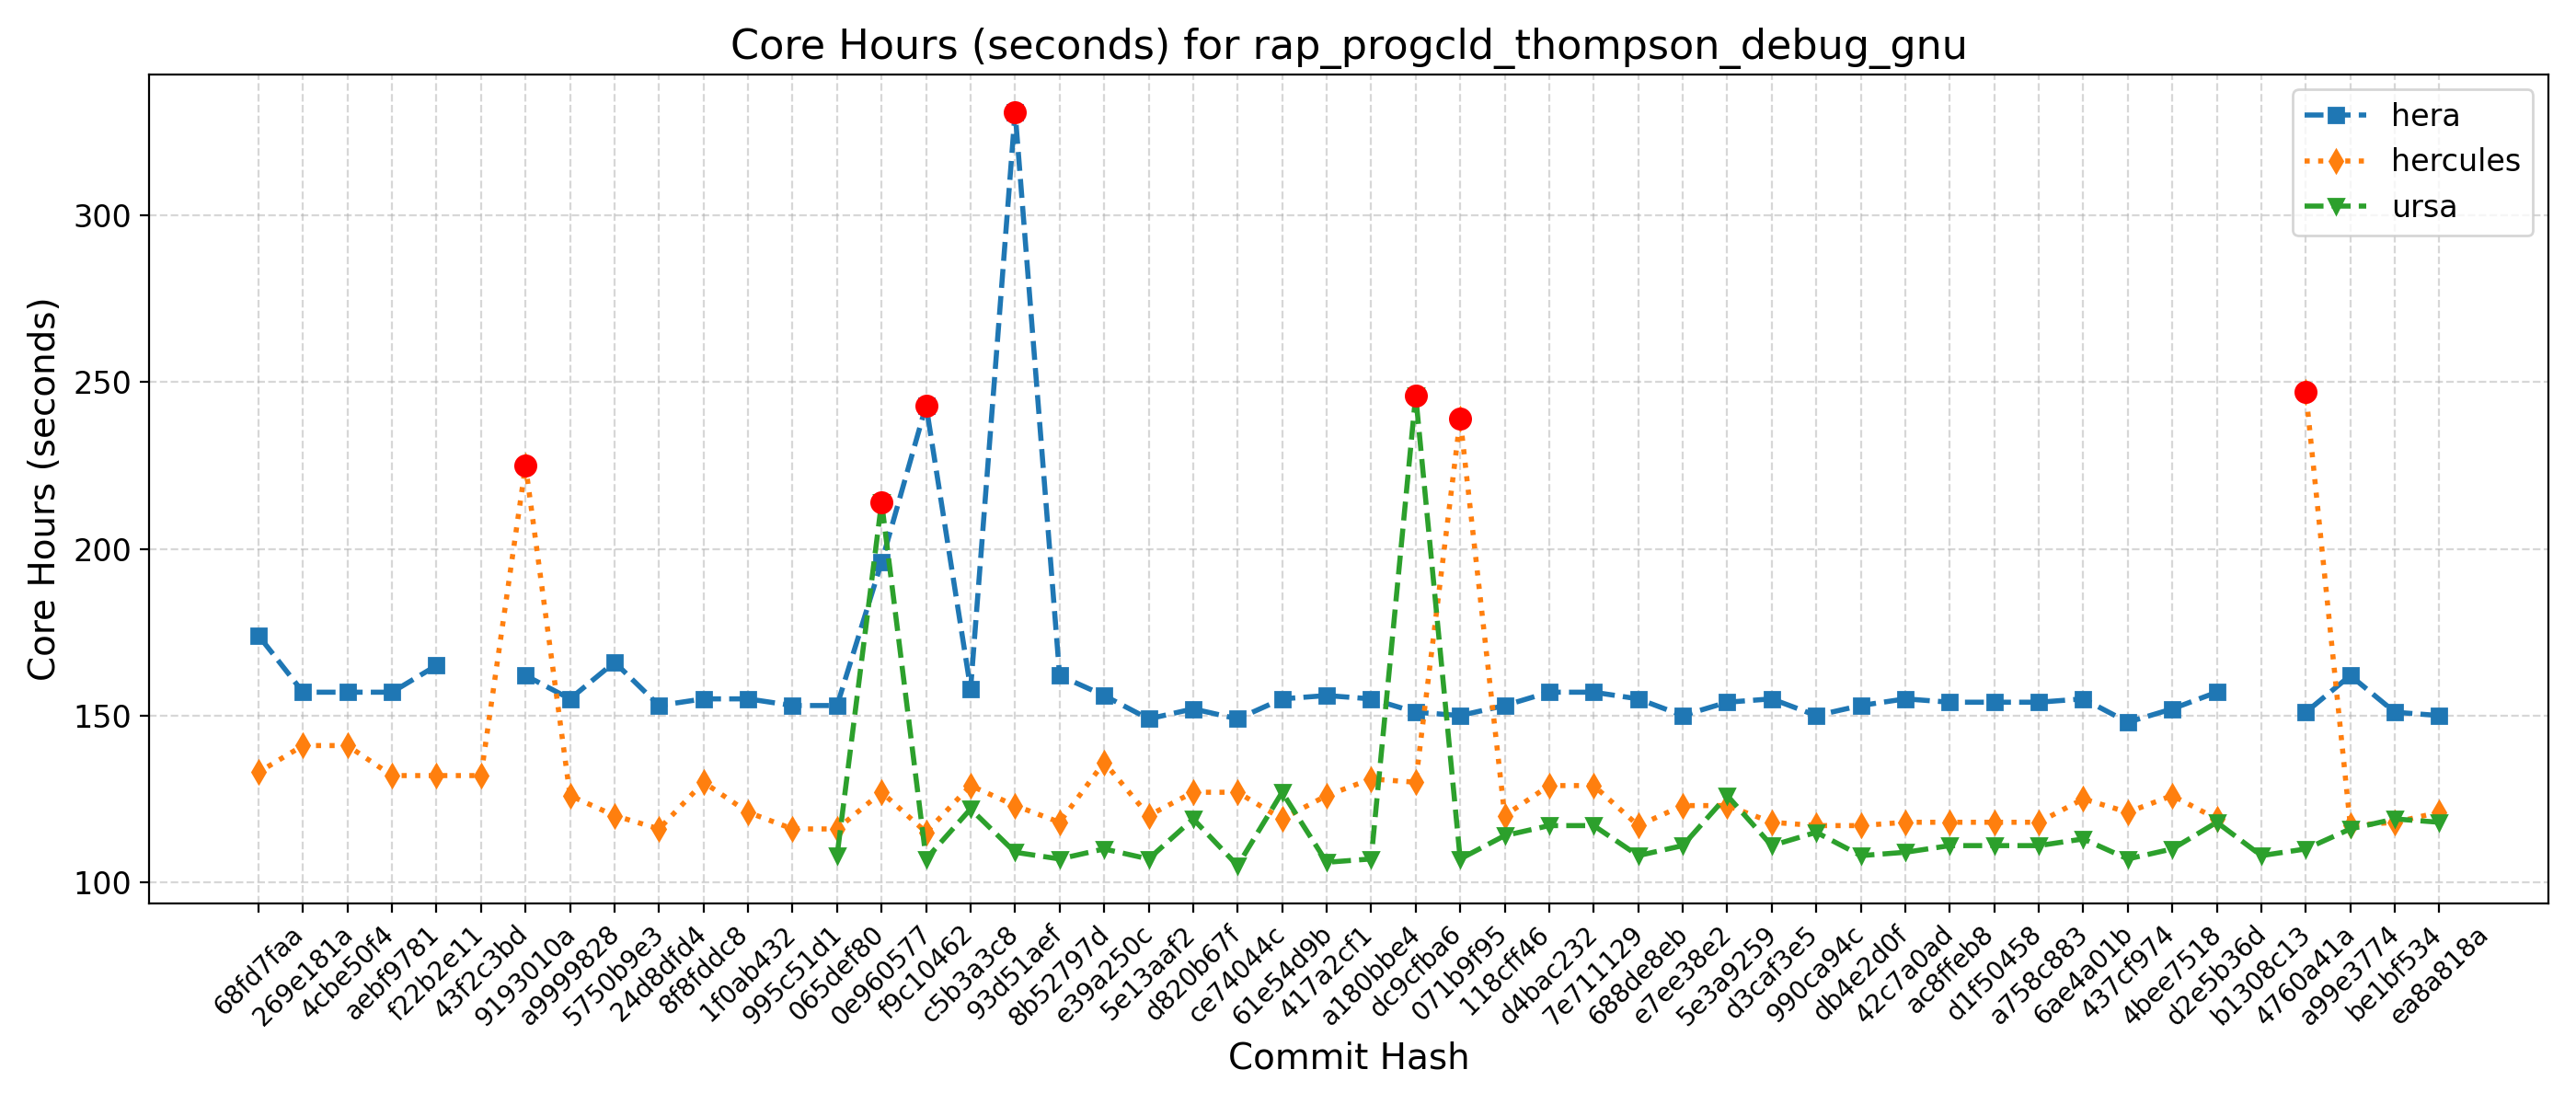 Core Hours (seconds) for rap_progcld_thompson_debug_gnu
Core Hours (seconds)
300
250
200
150
100
hera
hercules
ursa
68fd7faa
269e181a
4cbe50f4
aebf9781
f22b2e11
43f2c3bd
9193010a
a9999828
5750b9e3
24d8dfd4
8f8fddc8
1f0ab432
995c51d1
065def80
0e960577
f9c10462
c5b3a3c8
93d51aef
8b52797d
e39a250c
5e13aaf2
d820b67f
ce74044c
61e54d9b
417a2cf1
a180bbe4
dc9cfba6
071b9f95
118cff46
d4bac232
7e711129
688de8eb
e7ee38e2
5e3a9259
d3caf3e5
990ca94c
db4e2d0f
42c7a0ad
ac8ffeb8
d1f50458
a758c883
6ae4a01b
437cf974
4bee7518
d2e5b36d
b1308c13
4760a41a
a99e3774
be1bf534
ea8a818a
Commit Hash